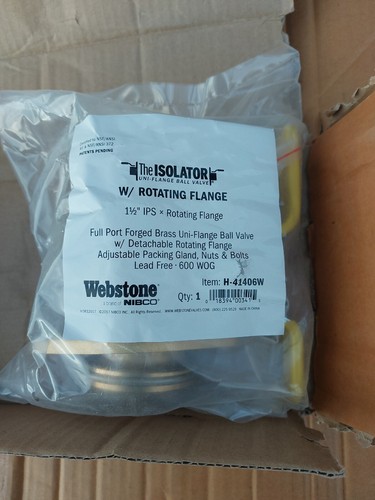 PATENTS PENDING
The ISOLATOR
UNI-FLANGE BALL VALVE
W/ ROTATING FLANGE
1½" IPS × Rotating Flange
Full Port Forged Brass Uni-Flange Ball Valve
w/ Detachable Rotating Flange
Adjustable Packing Gland, Nuts & Bolts
Lead Free · 600 WOG
Item: H-41406W
Webstone
NIBCO
Qty: 1